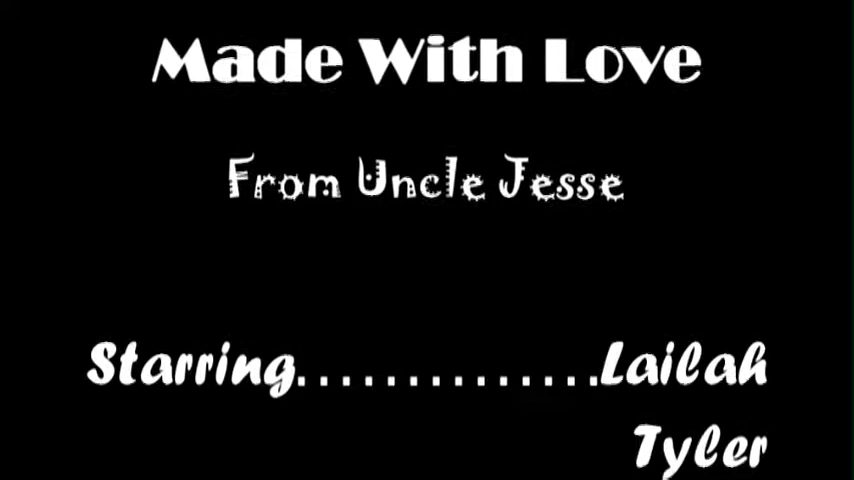 Made With Love
From Uncle Jesse
Starring..............Lailah
Tyler